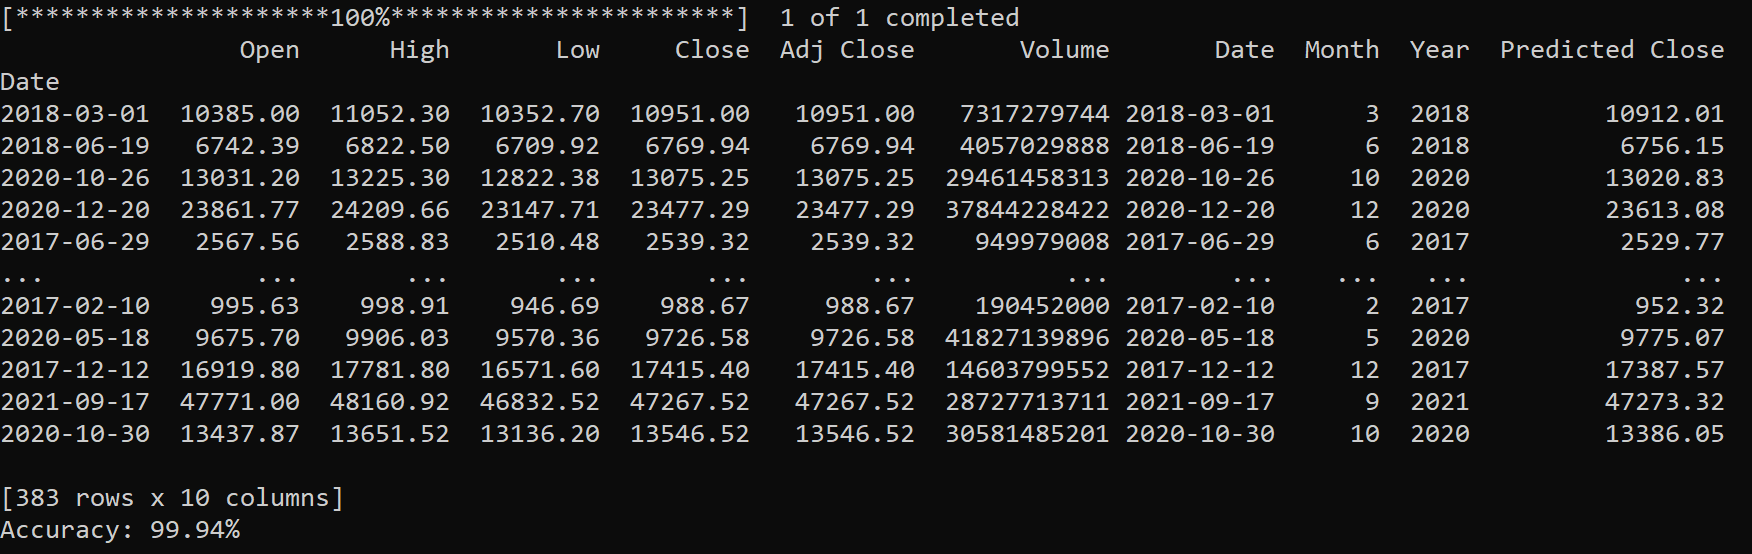 [*********************100%***********************]  1 of 1 completed
                Open      High       Low     Close  Adj Close       Volume       Date  Month  Year  Predicted Close
Date
2018-03-01  10385.00  11052.30  10352.70  10951.00   10951.00   7317279744 2018-03-01      3  2018         10912.01
2018-06-19   6742.39   6822.50   6709.92   6769.94    6769.94   4057029888 2018-06-19      6  2018          6756.15
2020-10-26  13031.20  13225.30  12822.38  13075.25   13075.25  29461458313 2020-10-26     10  2020         13020.83
2020-12-20  23861.77  24209.66  23147.71  23477.29   23477.29  37844228422 2020-12-20     12  2020         23613.08
2017-06-29   2567.56   2588.83   2510.48   2539.32    2539.32    949979008 2017-06-29      6  2017          2529.77
...              ...       ...       ...       ...        ...          ...        ...    ...   ...              ...
2017-02-10    995.63    998.91    946.69    988.67     988.67    190452000 2017-02-10      2  2017           952.32
2020-05-18   9675.70   9906.03   9570.36   9726.58    9726.58  41827139896 2020-05-18      5  2020          9775.07
2017-12-12  16919.80  17781.80  16571.60  17415.40   17415.40  14603799552 2017-12-12     12  2017         17387.57
2021-09-17  47771.00  48160.92  46832.52  47267.52   47267.52  28727713711 2021-09-17      9  2021         47273.32
2020-10-30  13437.87  13651.52  13136.20  13546.52   13546.52  30581485201 2020-10-30     10  2020         13386.05
[383 rows x 10 columns]
Accuracy: 99.94%